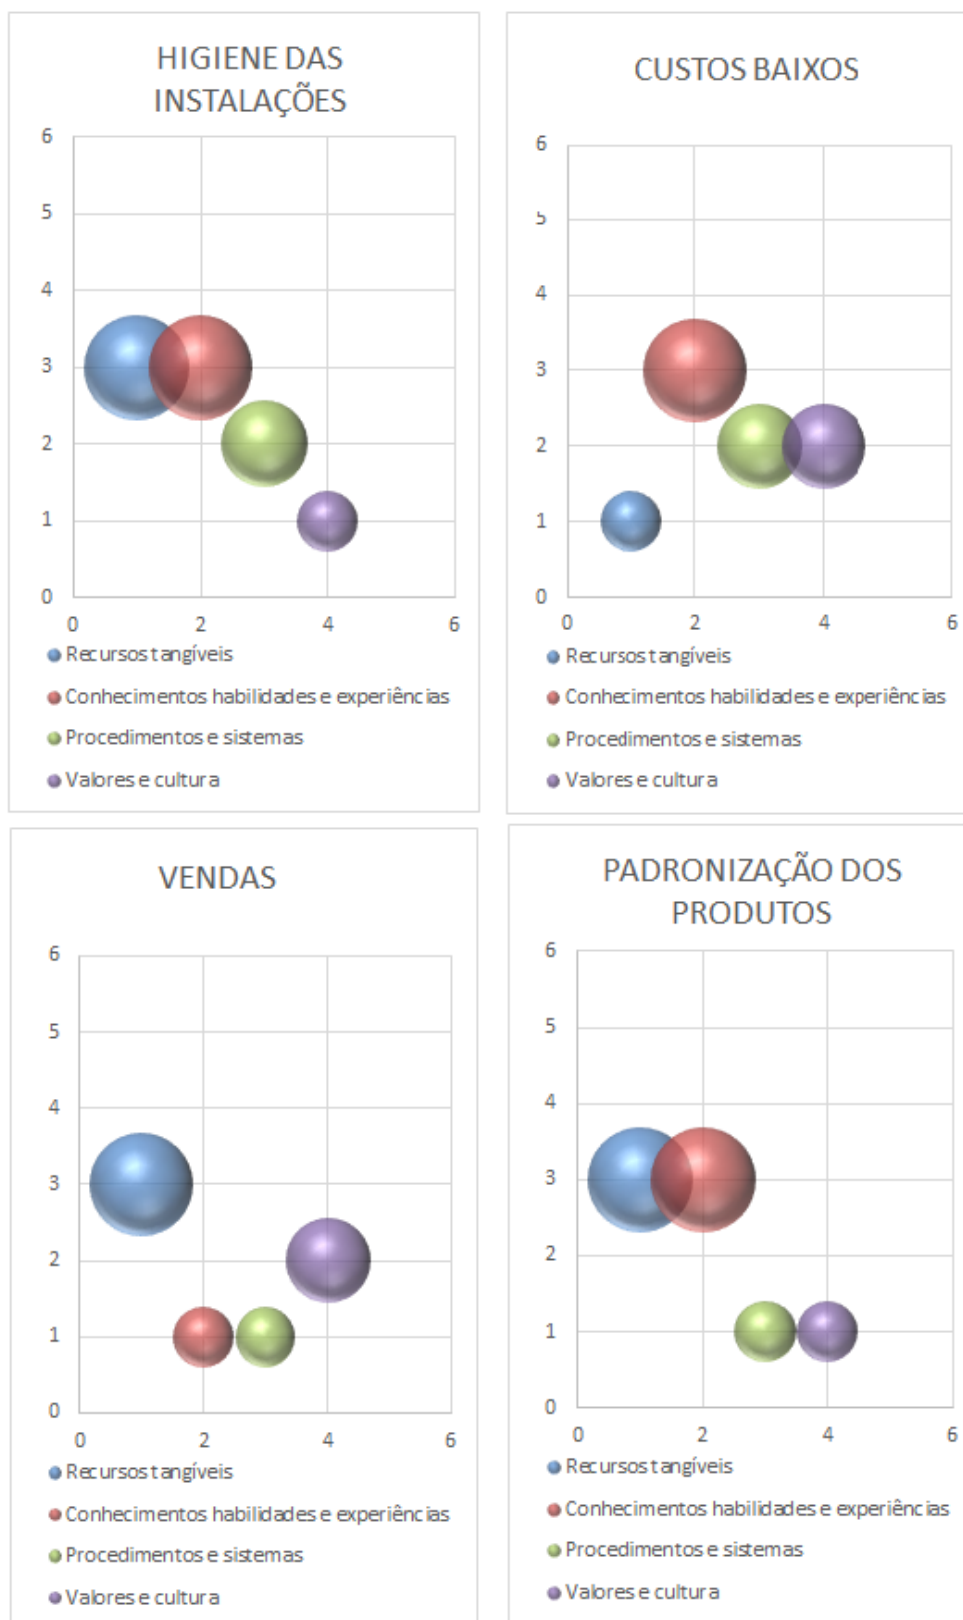 HIGIENE DAS
INSTALAÇÕES
6
5
4
3
2
1
0
0 2 4 6
Recursos tangíveis
Conhecimentos habilidades e experiências
Procedimentos e sistemas
Valores e cultura
CUSTOS BAIXOS
6
5
4
3
2
1
0
0 2 4 6
Recursos tangíveis
Conhecimentos habilidades e experiências
Procedimentos e sistemas
Valores e cultura
VENDAS
6
5
4
3
2
1
0
0 2 4 6
Recursos tangíveis
Conhecimentos habilidades e experiências
Procedimentos e sistemas
Valores e cultura
PADRONIZAÇÃO DOS
PRODUTOS
6
5
4
3
2
1
0
0 2 4 6
Recursos tangíveis
Conhecimentos habilidades e experiências
Procedimentos e sistemas
Valores e cultura